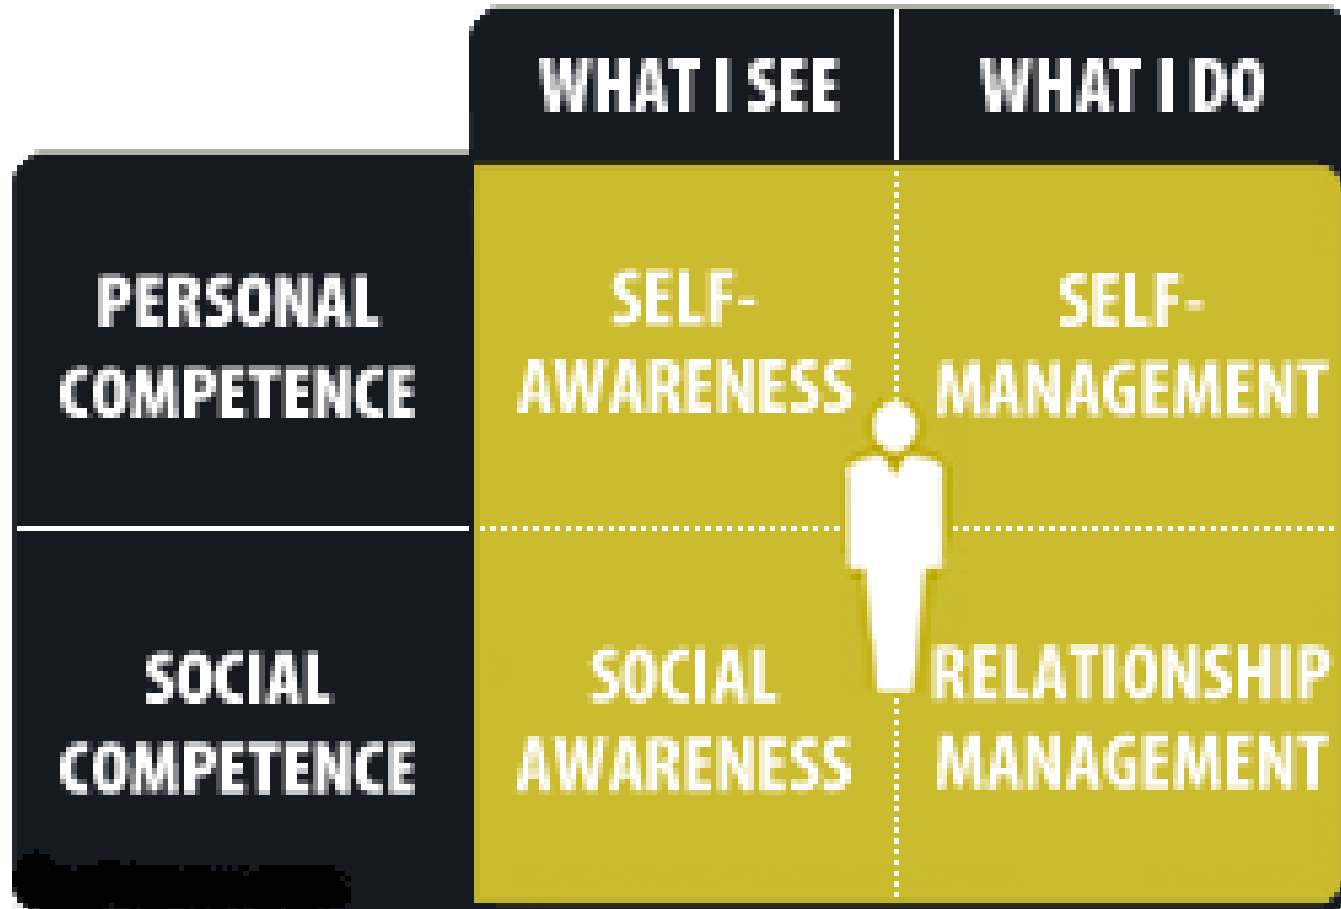 WHAT I SEE WHAT I DO
PERSONAL
COMPETENCE
SELF-
AWARENESS
SELF-
MANAGEMENT
SOCIAL
COMPETENCE
SOCIAL
AWARENESS
RELATIONSHIP
MANAGEMENT